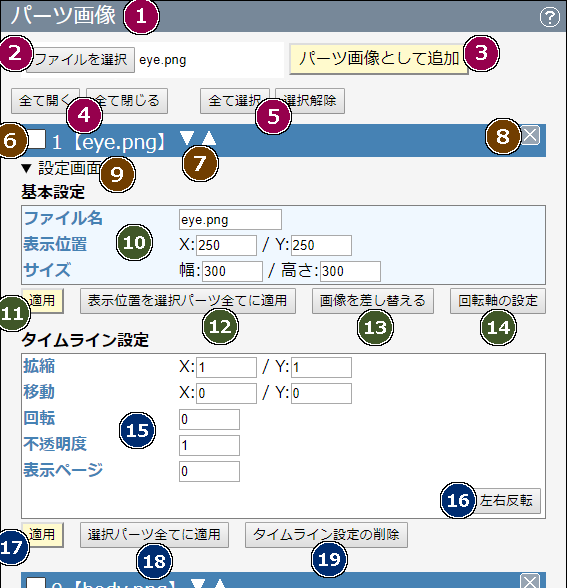 パーツ画像 1 ?
2 ファイルを選択 eye.png パーツ画像として追加 3
全て開く 4 全て閉じる 全て選択 5 選択解除
6 1【eye.png】▼▲ 7 8
▼ 設定画面 9
基本設定
ファイル名 eye.png
表示位置 10 X: 250 / Y: 250
サイズ 幅: 300 / 高さ: 300
11 適用 表示位置を選択パーツ全てに適用 12 画像を差し替える 13 回転軸の設定 14
タイムライン設定
拡縮 X: 1 / Y: 1
移動 X: 0 / Y: 0
回転 0
15
不透明度 1
表示ページ 0
16 左右反転
17 適用 選択パーツ全てに適用 18 タイムライン設定の削除 19